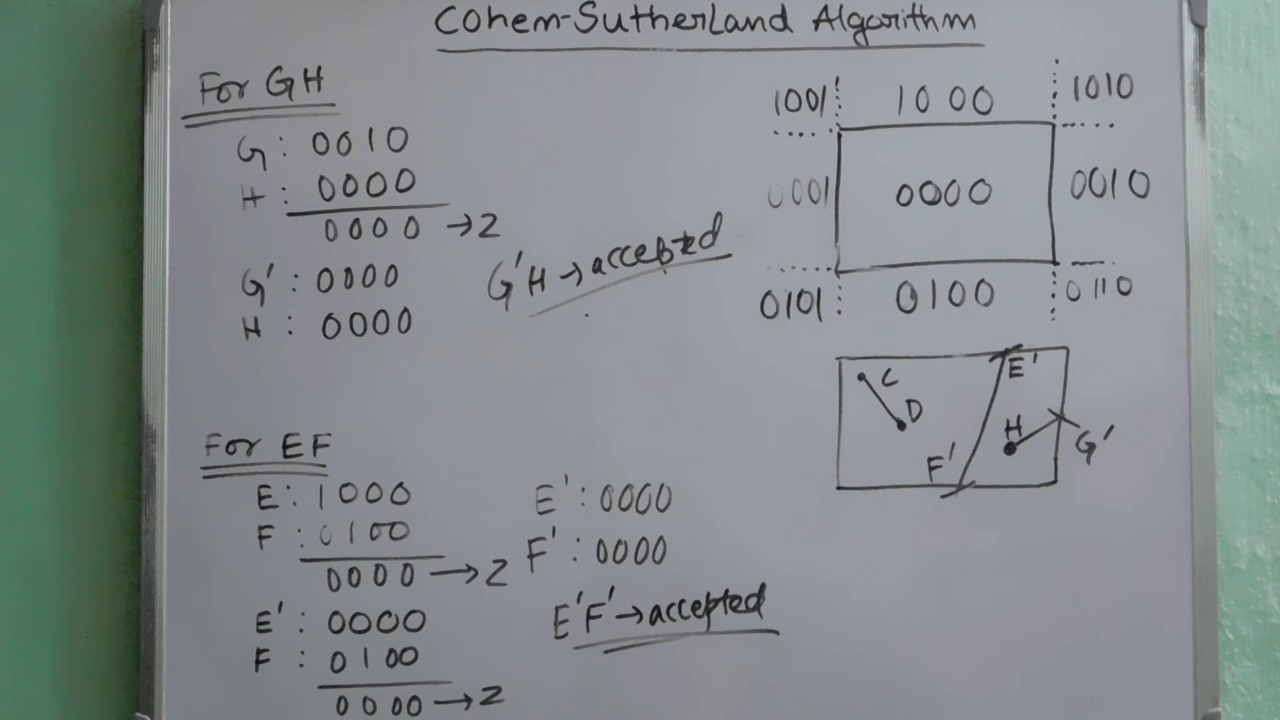 Cohem-Sutherland Algorithm
For GH
G : 0010
H : 0000
0000 → Z
G' : 0000
H : 0000
G'H → accepted
For EF
E : 1000
F : 0100
0000 → Z
E' : 0000
F : 0100
0000 → Z
E' : 0000
F' : 0000
E'F' → accepted
1001 1000 1010
0001 0000 0010
0101 0100 0110
C
D
E'
F'
H
G'